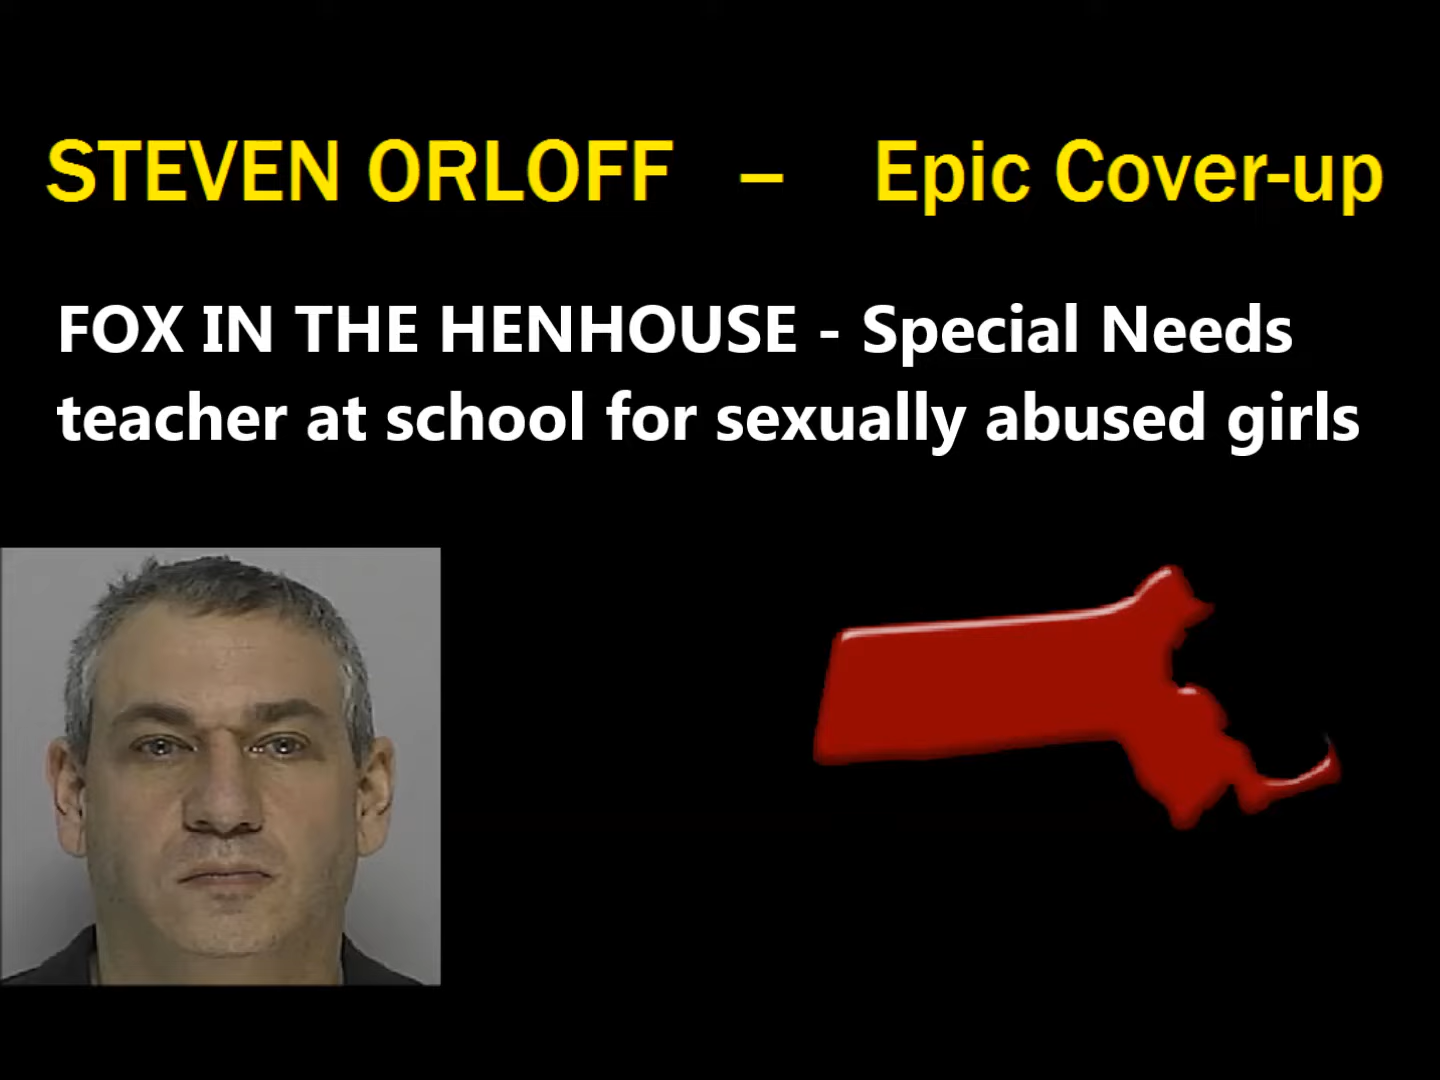 STEVEN ORLOFF – Epic Cover-up
FOX IN THE HENHOUSE - Special Needs
teacher at school for sexually abused girls